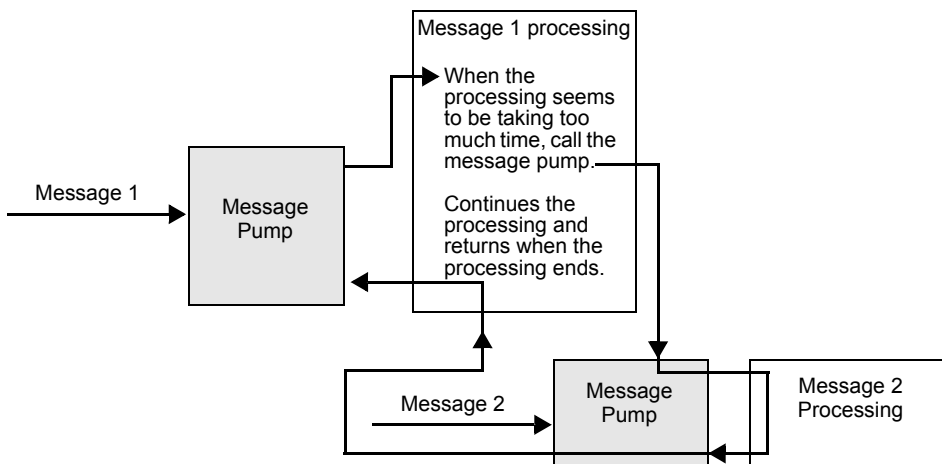 Message 1 processing
When the
processing seems
to be taking too
much time, call the
message pump.
Message 1
Message
Pump
Continues the
processing and
returns when the
processing ends.
Message 2
Message
Pump
Message 2
Processing